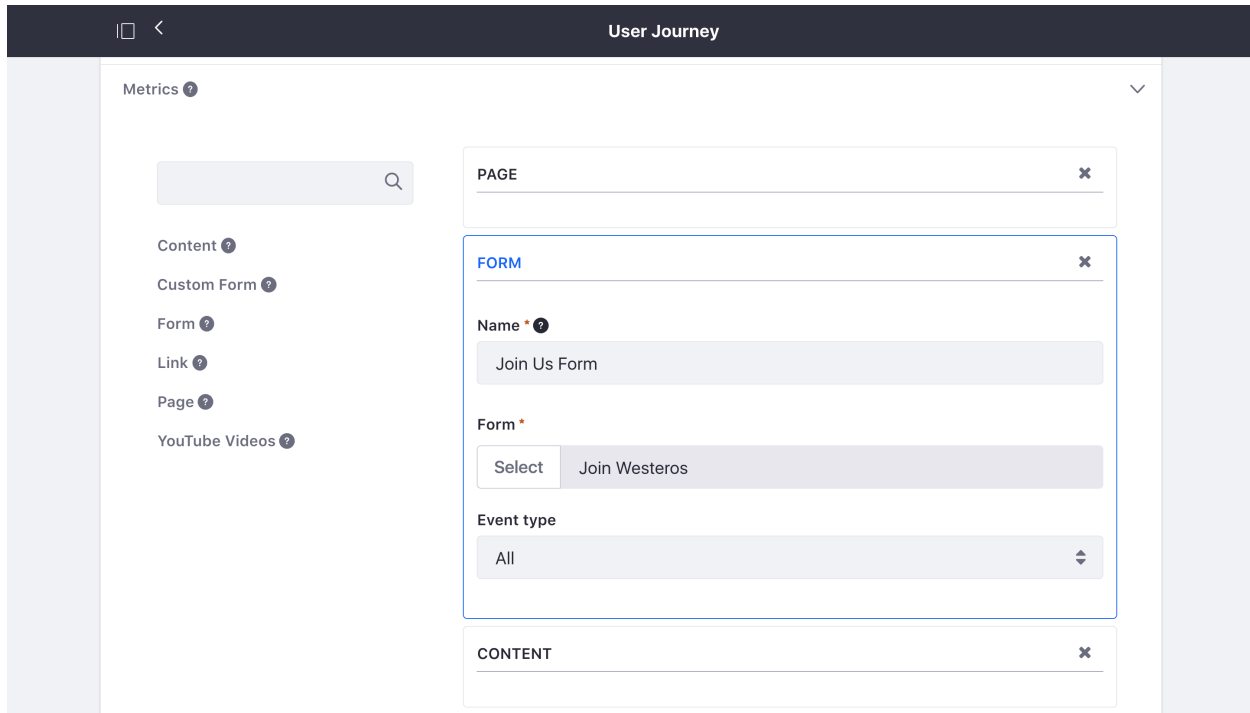 User Journey
Metrics ?
PAGE
Content ?
Custom Form ?
Form ?
Link ?
Page ?
YouTube Videos ?
FORM
Name * ?
Join Us Form
Form *
Select Join Westeros
Event type
All
CONTENT